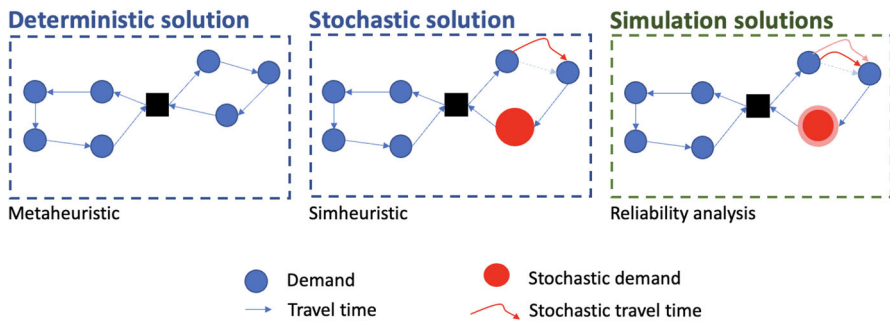 Deterministic solution
Stochastic solution
Simulation solutions
Metaheuristic
Simheuristic
Reliability analysis
Demand
Stochastic demand
Travel time
Stochastic travel time